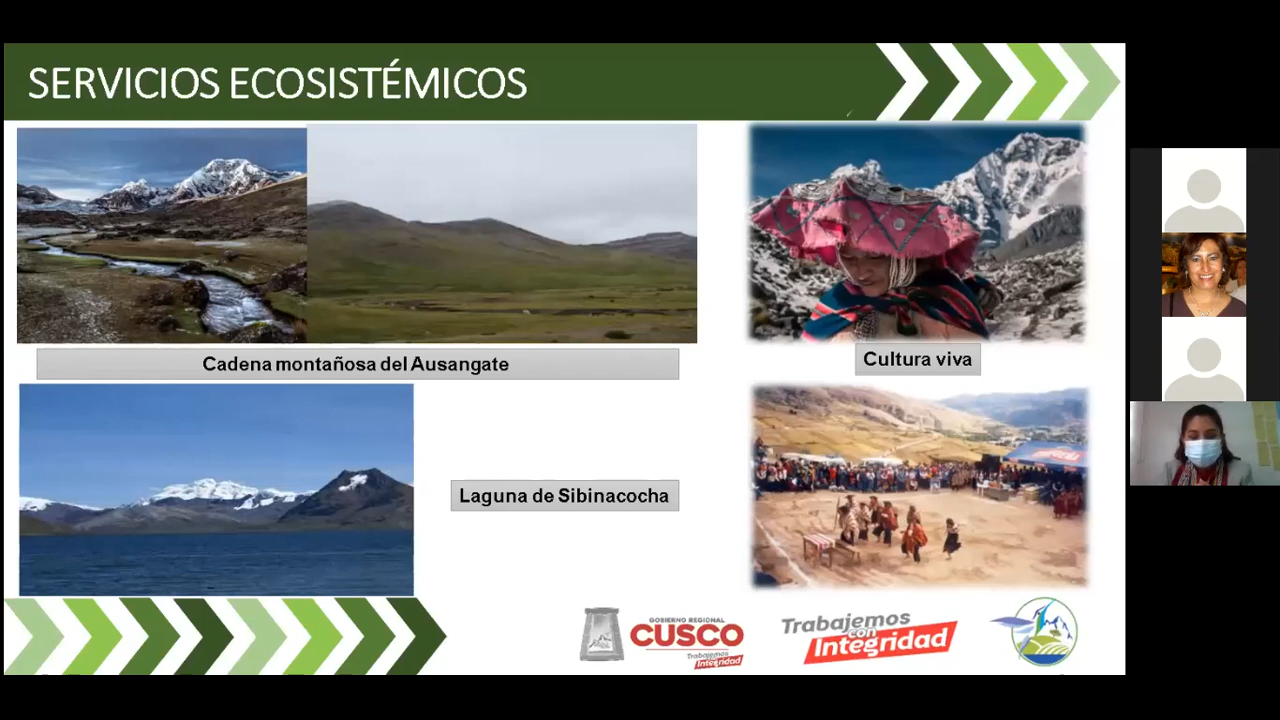 SERVICIOS ECOSISTÉMICOS
Cadena montañosa del Ausangate
Cultura viva
Laguna de Sibinacocha
GOBIERNO REGIONAL
CUSCO
Trabajemos
con
Integridad
Trabajemos
con
Integridad